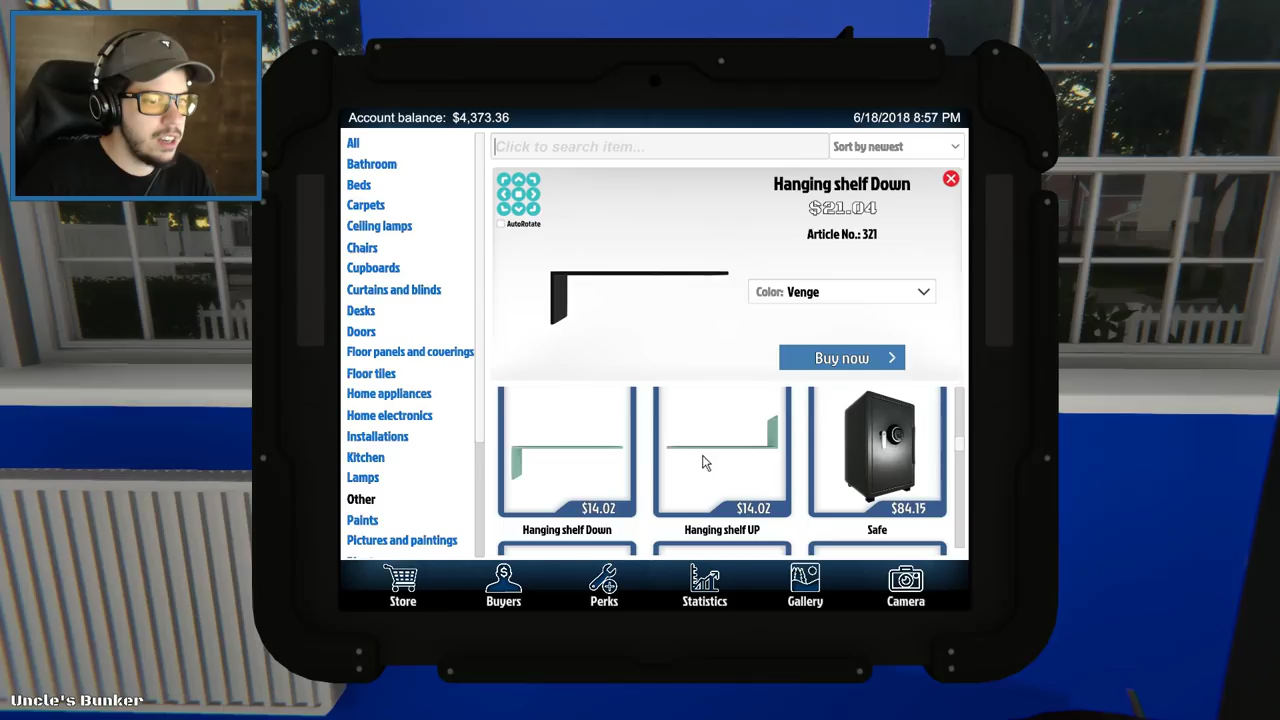 Account balance: $4,373.36
6/18/2018 8:57 PM
All
Bathroom
Beds
Carpets
Ceiling lamps
Chairs
Cupboards
Curtains and blinds
Desks
Doors
Floor panels and coverings
Floor tiles
Home appliances
Home electronics
Installations
Kitchen
Lamps
Other
Paints
Pictures and paintings
Click to search item...
Sort by newest
AutoRotate
Hanging shelf Down
$21.04
Article No.: 321
Color: Venge
Buy now
$14.02
$14.02
$84.15
Hanging shelf Down
Hanging shelf UP
Safe
Store
Buyers
Perks
Statistics
Gallery
Camera
Uncle's Bunker